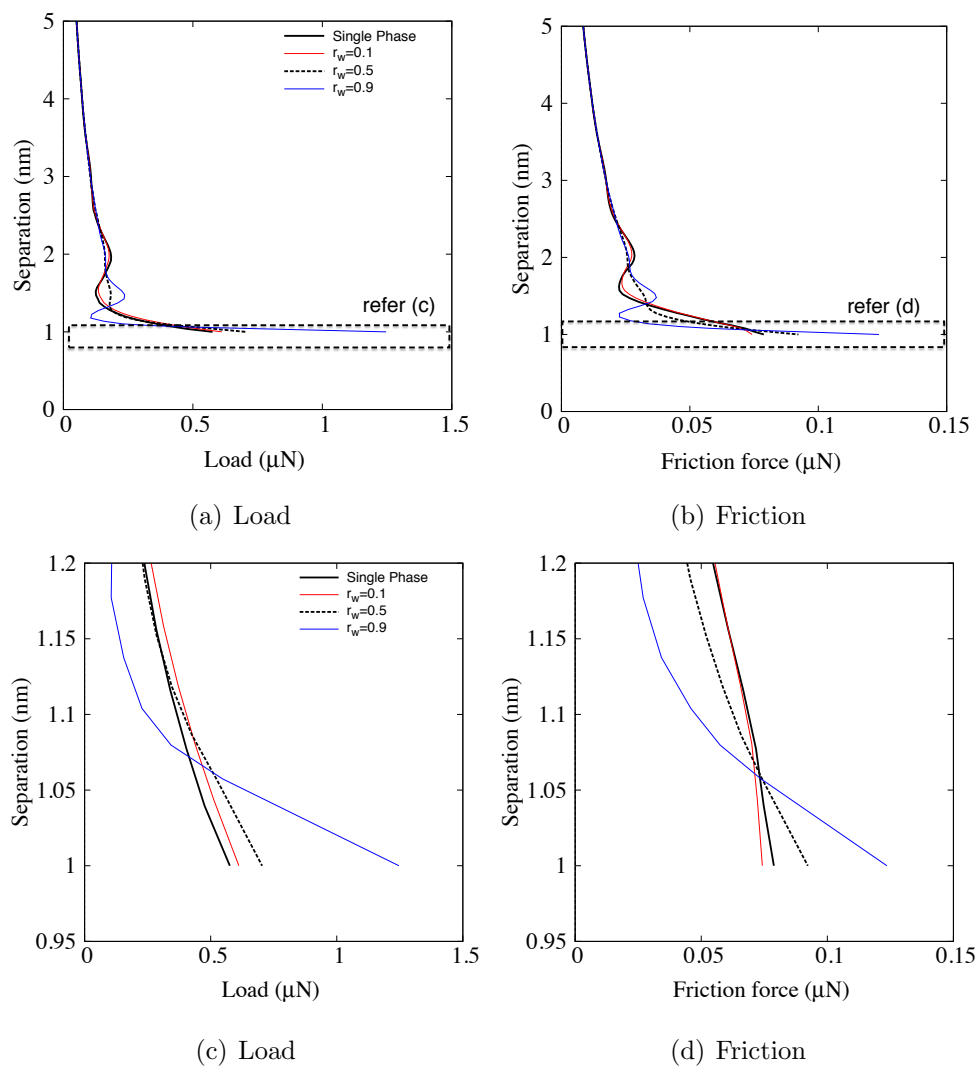 5
4
3
2
1
0
Separation (nm)
Single Phase
r_w=0.1
r_w=0.5
r_w=0.9
refer (c)
0
0.5
1
1.5
Load (μN)
(a) Load
5
4
3
2
1
0
Separation (nm)
refer (d)
0
0.05
0.1
0.15
Friction force (μN)
(b) Friction
1.2
1.15
1.1
1.05
1
0.95
Separation (nm)
Single Phase
r_w=0.1
r_w=0.5
r_w=0.9
0
0.5
1
1.5
Load (μN)
(c) Load
1.2
1.15
1.1
1.05
1
0.95
Separation (nm)
0
0.05
0.1
0.15
Friction force (μN)
(d) Friction